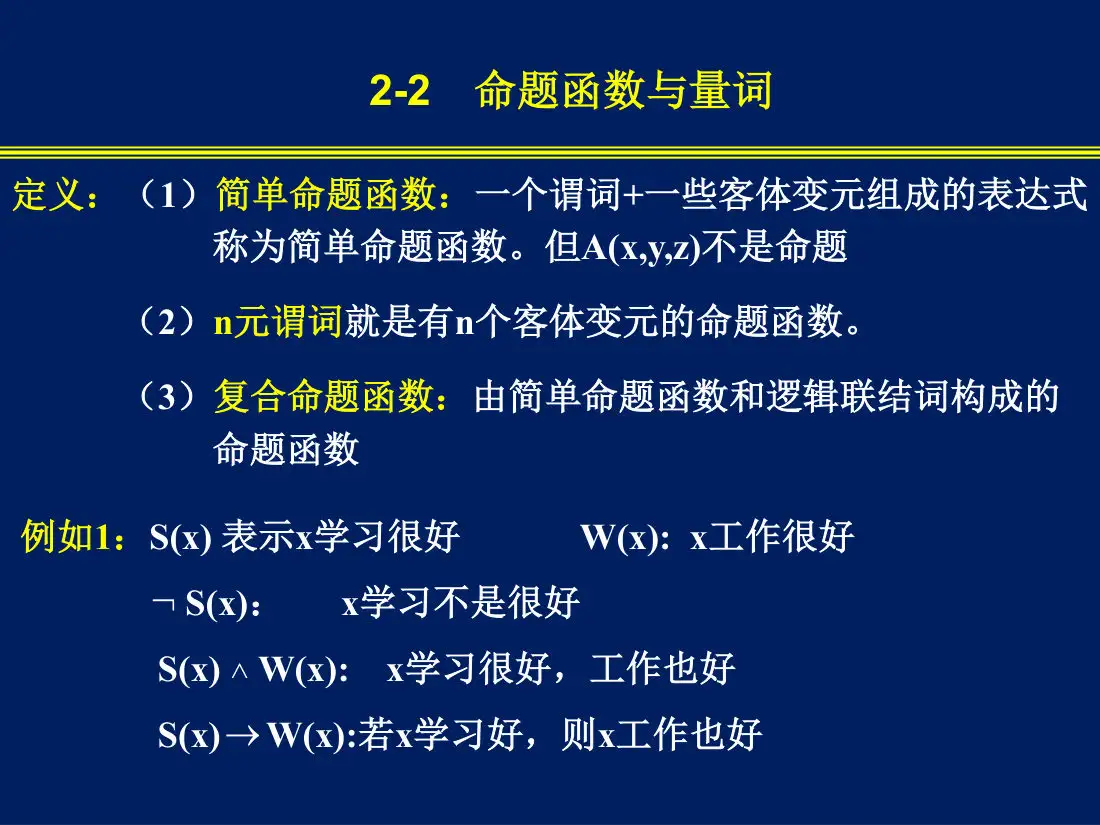 2-2 命题函数与量词
定义：（1）简单命题函数：一个谓词+一些客体变元组成的表达式
称为简单命题函数。但A(x,y,z)不是命题
（2）n元谓词就是有n个客体变元的命题函数。
（3）复合命题函数：由简单命题函数和逻辑联结词构成的
命题函数
例如1：S(x) 表示x学习很好 W(x): x工作很好
﹁ S(x)： x学习不是很好
S(x) ∧ W(x): x学习很好，工作也好
S(x)→W(x):若x学习好，则x工作也好